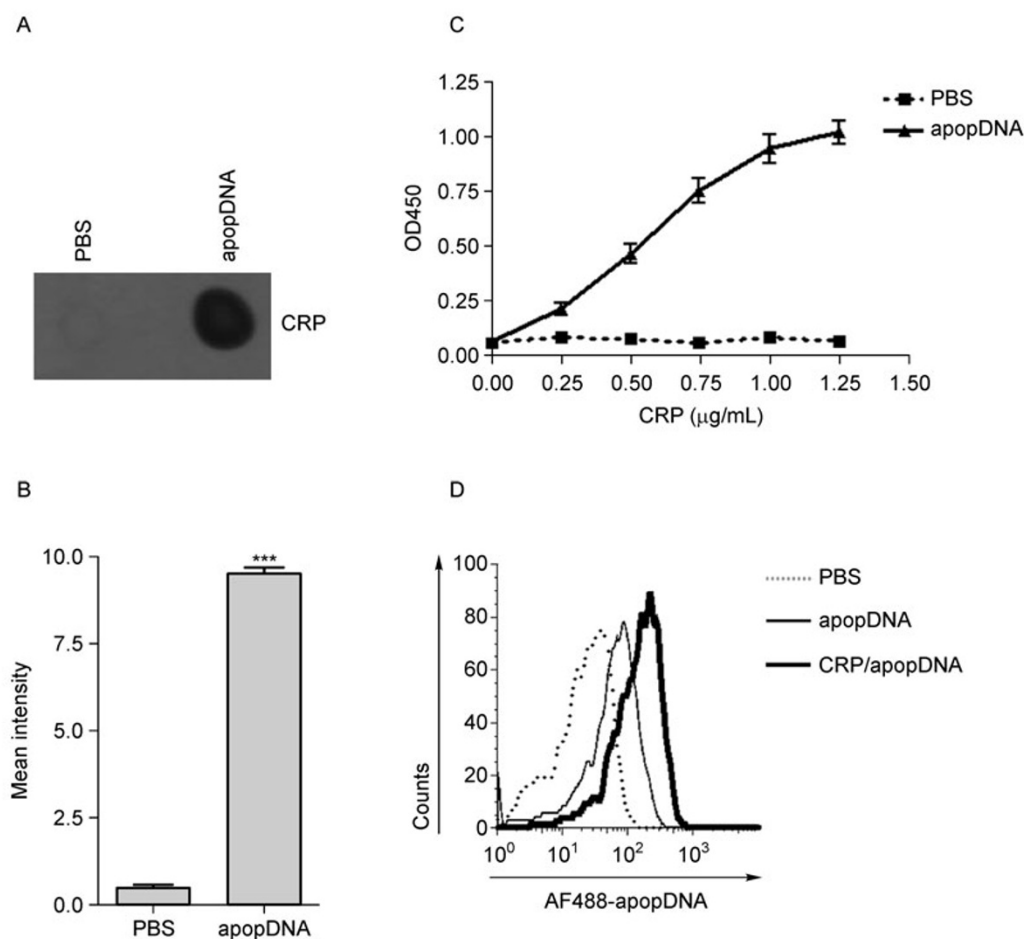 A
PBS
apopDNA
CRP
B
10.0
7.5
5.0
2.5
0.0
Mean intensity
***
PBS
apopDNA
C
1.25
1.00
0.75
0.50
0.25
0.00
OD450
0.00 0.25 0.50 0.75 1.00 1.25 1.50
CRP (μg/mL)
PBS
apopDNA
D
100
80
60
40
20
0
Counts
10⁰ 10¹ 10² 10³
AF488-apopDNA
PBS
apopDNA
CRP/apopDNA